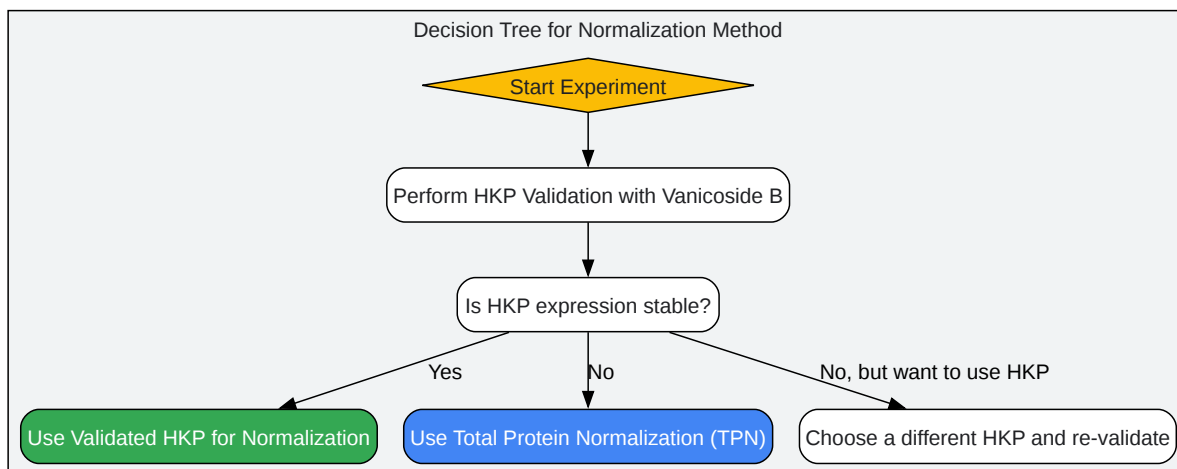 Decision Tree for Normalization Method
Start Experiment
Perform HKP Validation with Vanicoside B
Is HKP expression stable?
Yes
No
No, but want to use HKP
Use Validated HKP for Normalization
Use Total Protein Normalization (TPN)
Choose a different HKP and re-validate